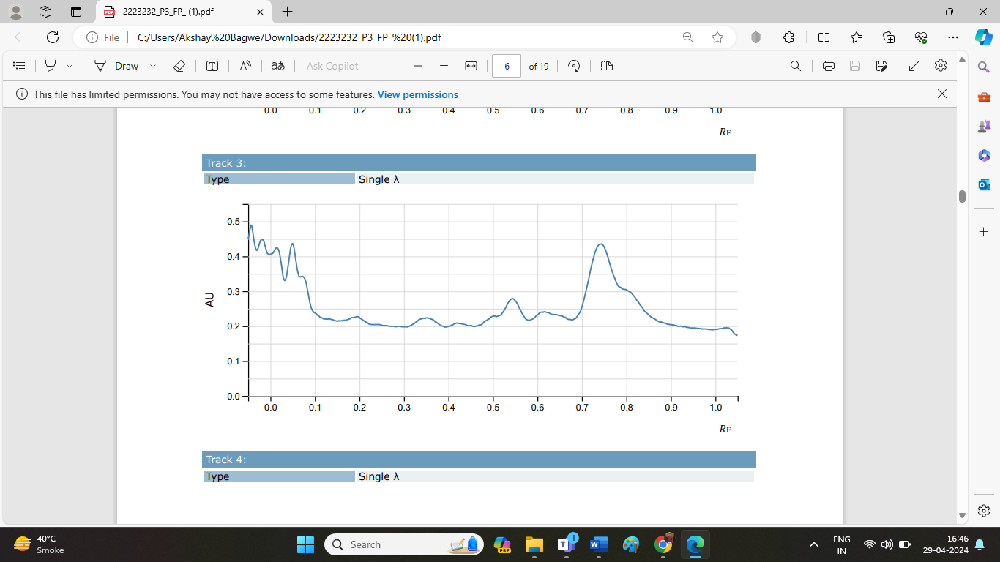 2223232_P3_FP_ (1).pdf
File C:/Users/Akshay%20Bagwe/Downloads/2223232_P3_FP_%20(1).pdf
Draw Ask Copilot 6 of 19
This file has limited permissions. You may not have access to some features. View permissions
0.0 0.1 0.2 0.3 0.4 0.5 0.6 0.7 0.8 0.9 1.0
RF
Track 3:
Type Single λ
0.5
0.4
0.3
AU
0.2
0.1
0.0
0.0 0.1 0.2 0.3 0.4 0.5 0.6 0.7 0.8 0.9 1.0
RF
Track 4:
Type Single λ
40°C
Smoke
Search
PRE
1
ENG
IN
16:46
29-04-2024